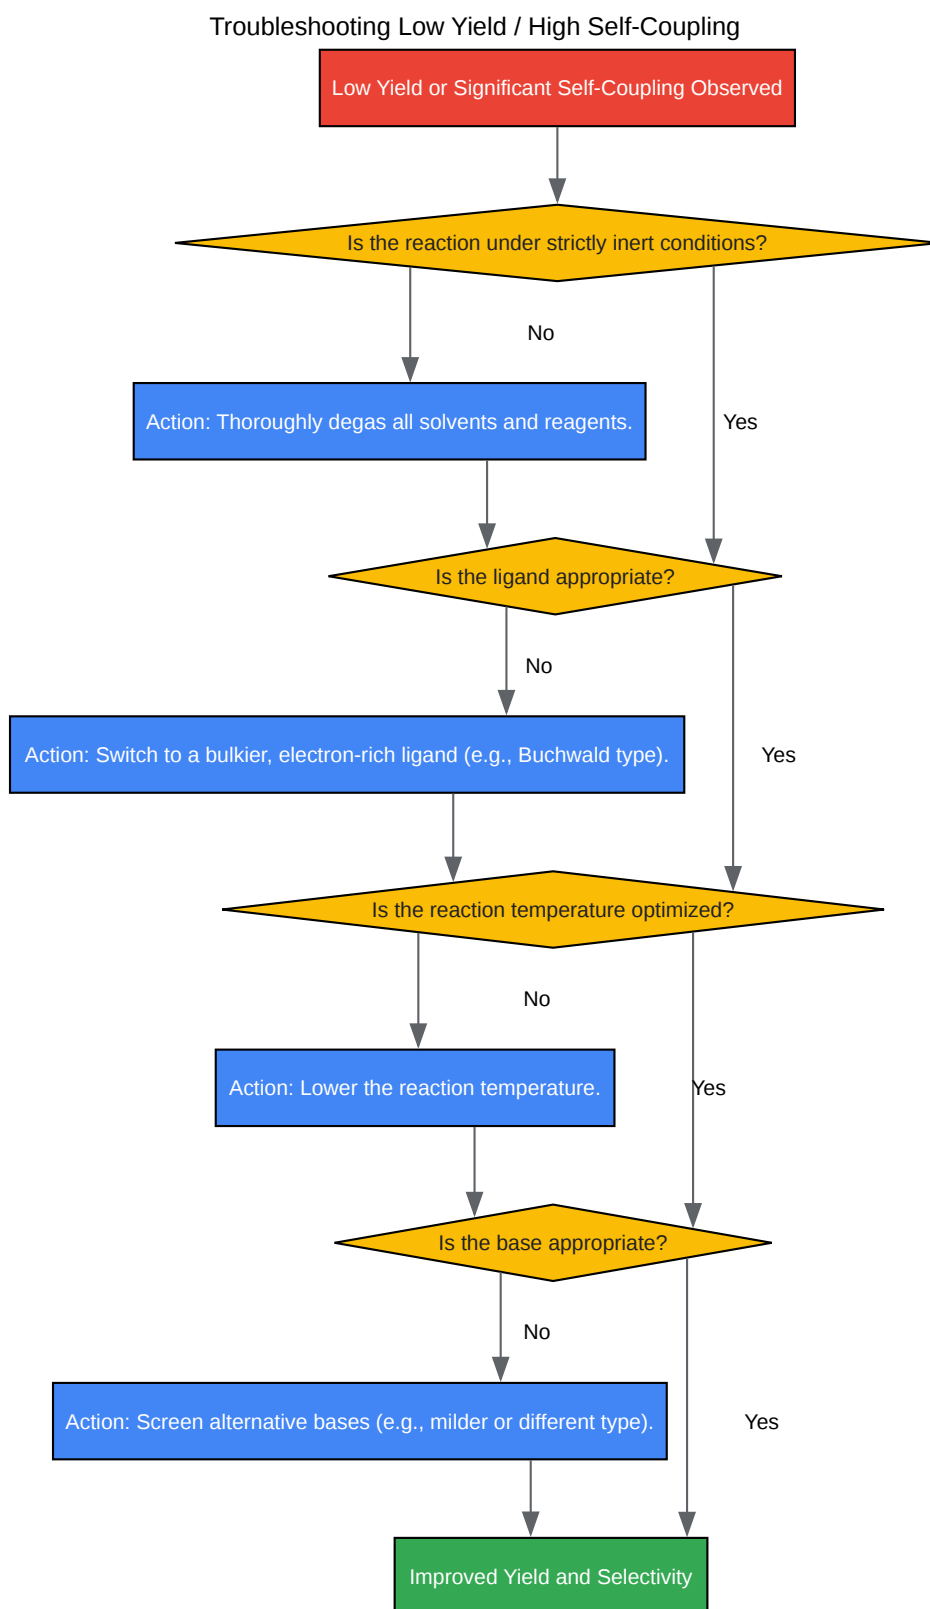 Troubleshooting Low Yield / High Self-Coupling
Low Yield or Significant Self-Coupling Observed
Is the reaction under strictly inert conditions?
No
Action: Thoroughly degas all solvents and reagents.
Yes
Is the ligand appropriate?
No
Action: Switch to a bulkier, electron-rich ligand (e.g., Buchwald type).
Yes
Is the reaction temperature optimized?
No
Action: Lower the reaction temperature.
Yes
Is the base appropriate?
No
Action: Screen alternative bases (e.g., milder or different type).
Yes
Improved Yield and Selectivity